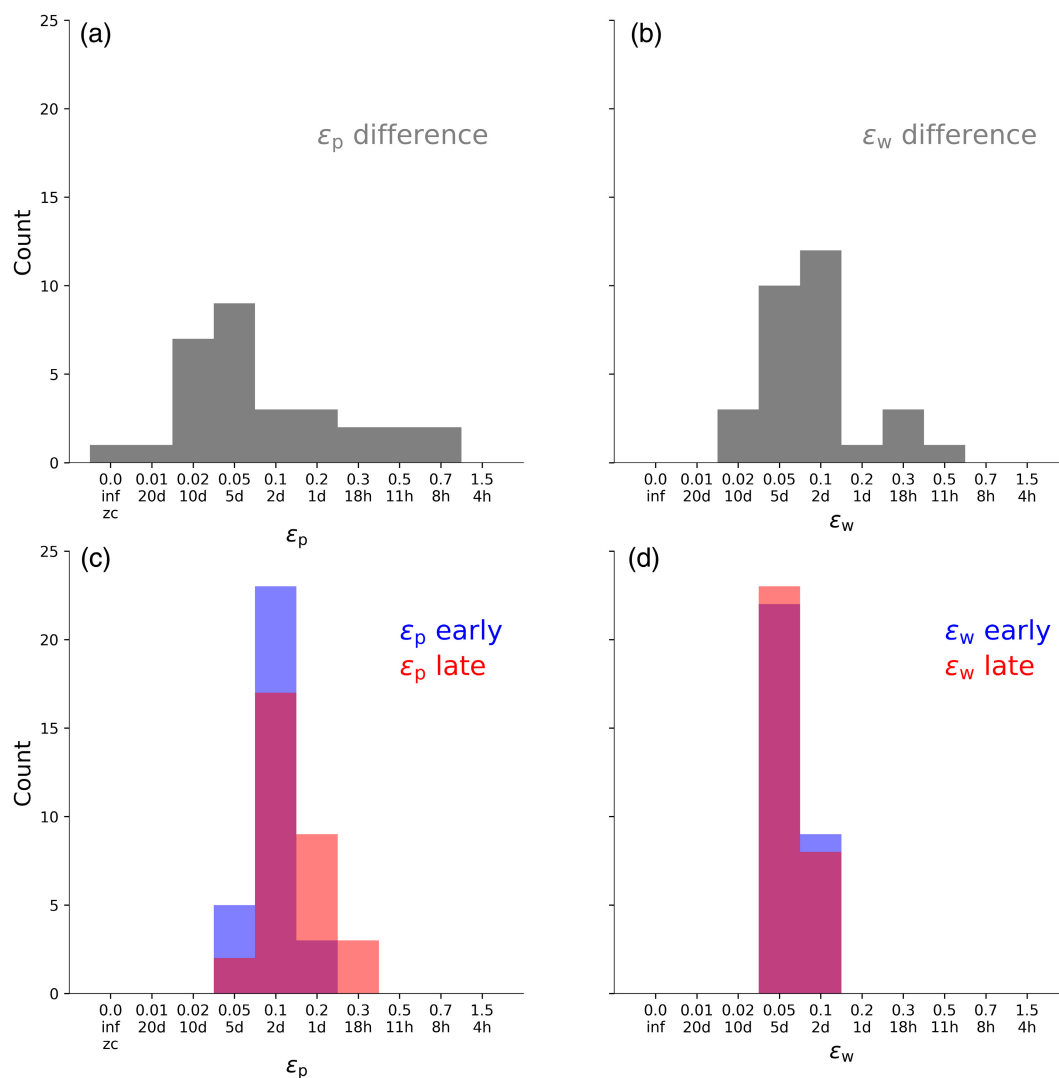 (a)
25
20
15
10
5
0
Count
εp difference
0.0 0.01 0.02 0.05 0.1 0.2 0.3 0.5 0.7 1.5
inf 20d 10d 5d 2d 1d 18h 11h 8h 4h
zc
εp
(b)
εw difference
0.0 0.01 0.02 0.05 0.1 0.2 0.3 0.5 0.7 1.5
inf 20d 10d 5d 2d 1d 18h 11h 8h 4h
εw
(c)
25
20
15
10
5
0
Count
εp early
εp late
0.0 0.01 0.02 0.05 0.1 0.2 0.3 0.5 0.7 1.5
inf 20d 10d 5d 2d 1d 18h 11h 8h 4h
zc
εp
(d)
εw early
εw late
0.0 0.01 0.02 0.05 0.1 0.2 0.3 0.5 0.7 1.5
inf 20d 10d 5d 2d 1d 18h 11h 8h 4h
εw